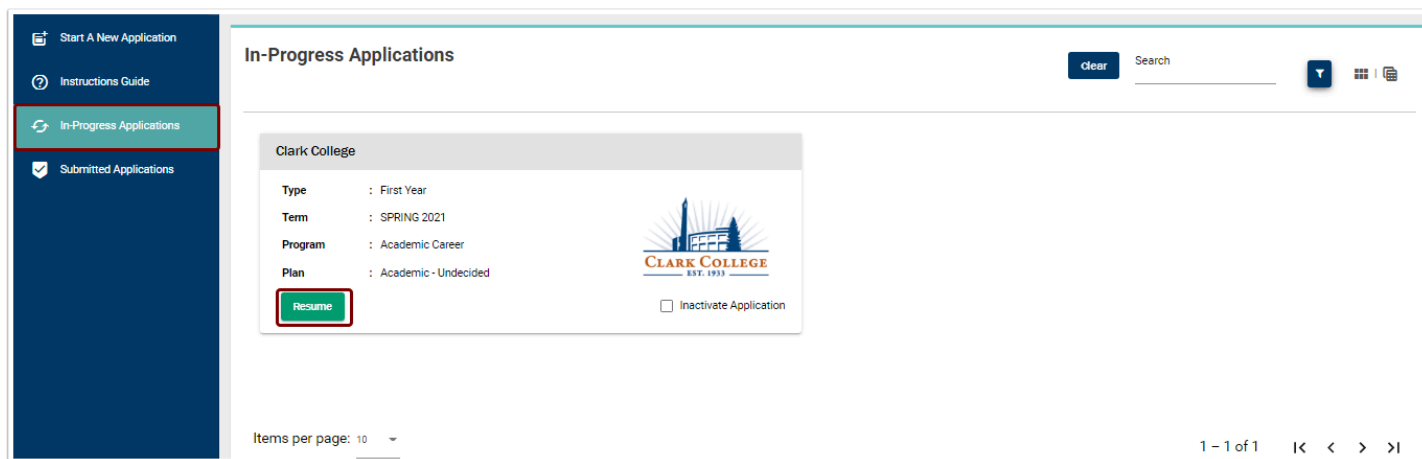 Start A New Application
Instructions Guide
In-Progress Applications
Submitted Applications
In-Progress Applications
Clear
Search
Clark College
Type : First Year
Term : SPRING 2021
Program : Academic Career
Plan : Academic - Undecided
CLARK COLLEGE
EST. 1933
Resume
Inactivate Application
Items per page: 10
1 – 1 of 1